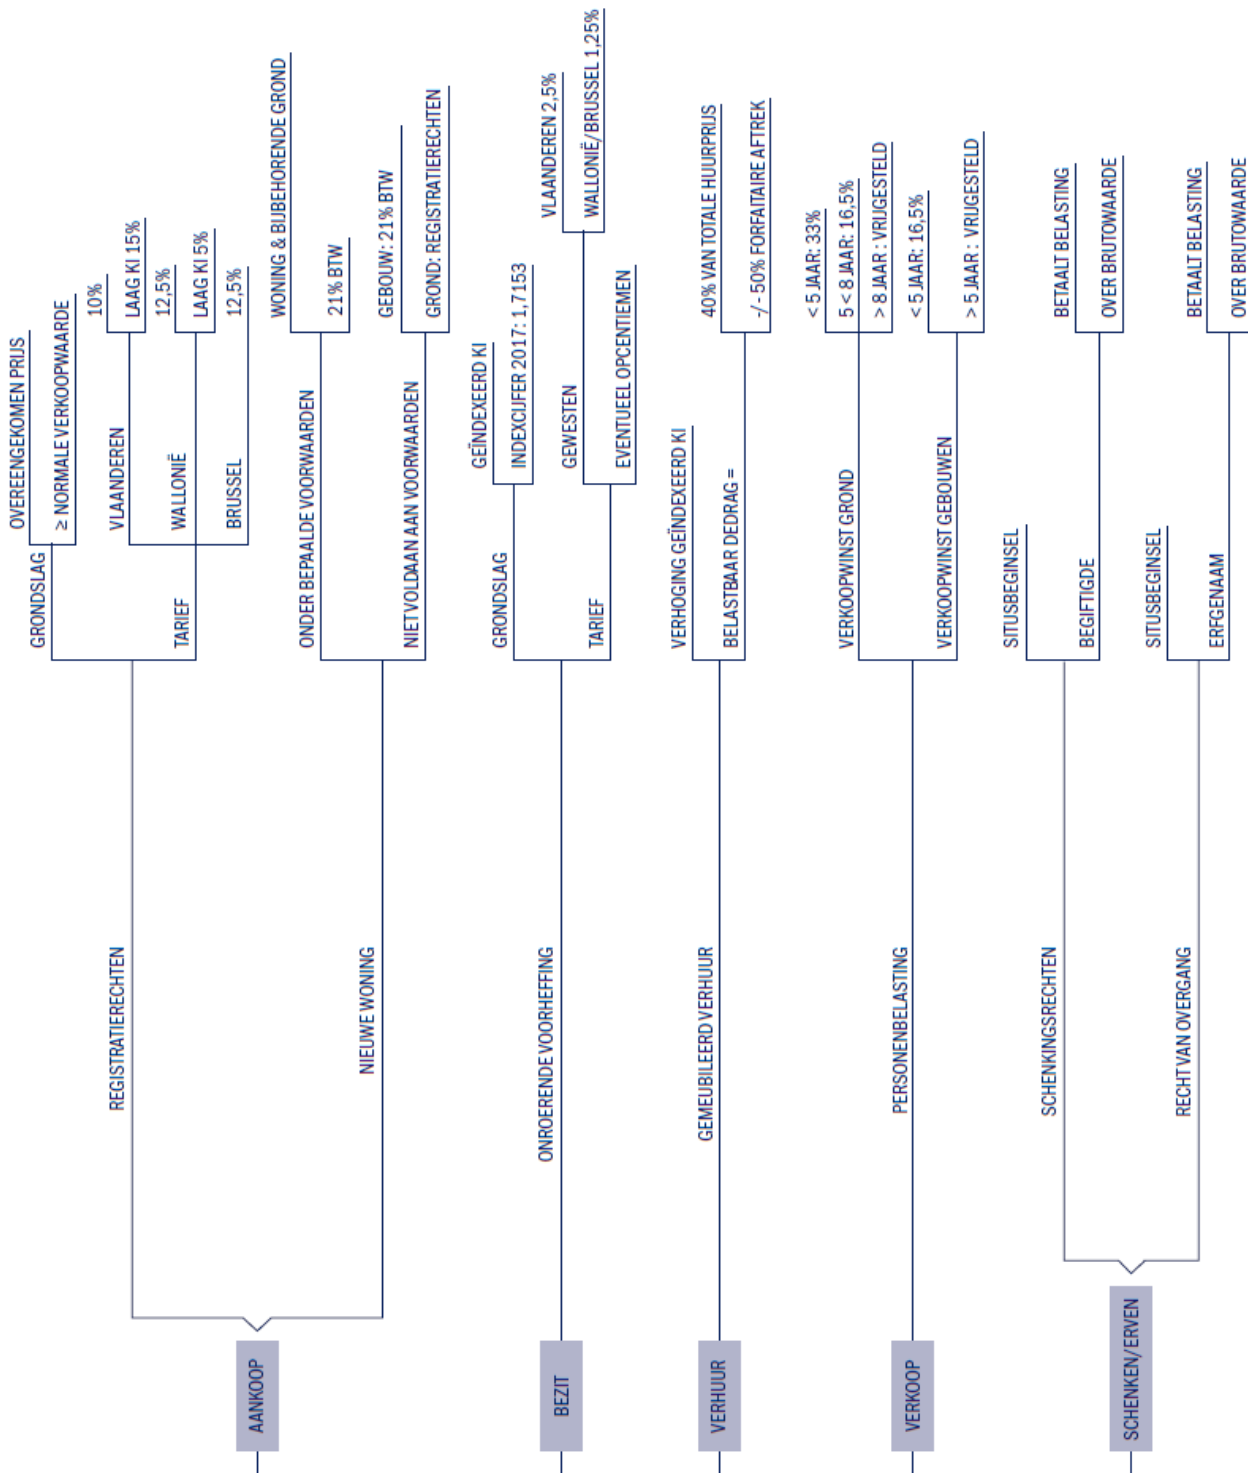 AANKOOP
REGISTRATIERECHTEN
GRONDSLAG
OVEREENGEKOMEN PRIJS
≥ NORMALE VERKOOPWAARDE
TARIEF
VLAANDEREN
10%
LAAG KI 15%
WALLONIË
12,5%
LAAG KI 5%
BRUSSEL
12,5%
NIEUWE WONING
ONDER BEPAALDE VOORWAARDEN
WONING & BIJBEHORENDE GROND
21% BTW
NIET VOLDAAN AAN VOORWAARDEN
GEBOUW: 21% BTW
GROND: REGISTRATIERECHTEN
BEZIT
ONROERENDE VOORHEFFING
GRONDSLAG
GEÏNDEXEERD KI
INDEXCIJFER 2017: 1,7153
TARIEF
GEWESTEN
VLAANDEREN 2,5%
WALLONIË/BRUSSEL 1,25%
EVENTUEEL OPCENTIEMEN
VERHUUR
GEMEUBILEERD VERHUUR
VERHOGING GEÏNDEXEERD KI
BELASTBAAR DEDRAG =
40% VAN TOTALE HUURPRIJS
-/- 50% FORFAITAIRE AFTREK
VERKOOP
PERSONENBELASTING
VERKOOPWINST GROND
< 5 JAAR: 33%
5 < 8 JAAR: 16,5%
> 8 JAAR : VRIJGESTELD
VERKOOPWINST GEBOUWEN
< 5 JAAR: 16,5%
> 5 JAAR : VRIJGESTELD
SCHENKEN/ERVEN
SCHENKINGSRECHTEN
SITUSBEGINSEL
BEGIFTIGDE
BETAALT BELASTING
OVER BRUTOWAARDE
RECHT VAN OVERGANG
SITUSBEGINSEL
ERFGENAAM
BETAALT BELASTING
OVER BRUTOWAARDE